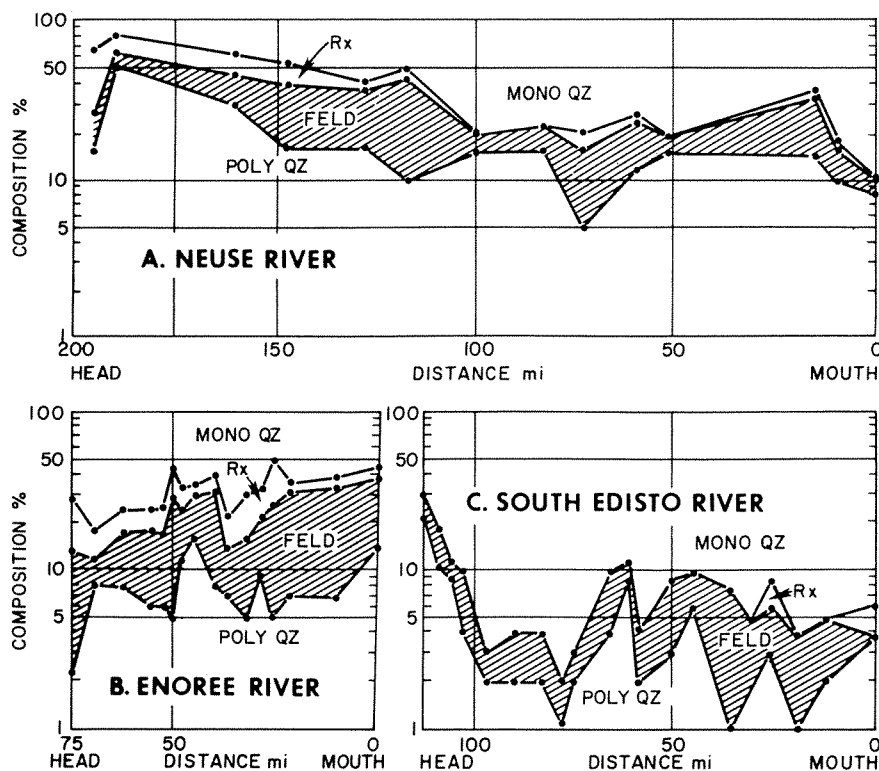 100
50
10
5
1
COMPOSITION %
Rx
MONO QZ
FELD
POLY QZ
A. NEUSE RIVER
200 150 100 50 0
HEAD DISTANCE mi MOUTH
100
50
10
5
1
COMPOSITION %
MONO QZ
Rx
FELD
POLY QZ
B. ENOREE RIVER
75 50 0
HEAD DISTANCE mi MOUTH
100
50
10
5
1
C. SOUTH EDISTO RIVER
MONO QZ
Rx
FELD
POLY QZ
100 50 0
HEAD DISTANCE mi MOUTH